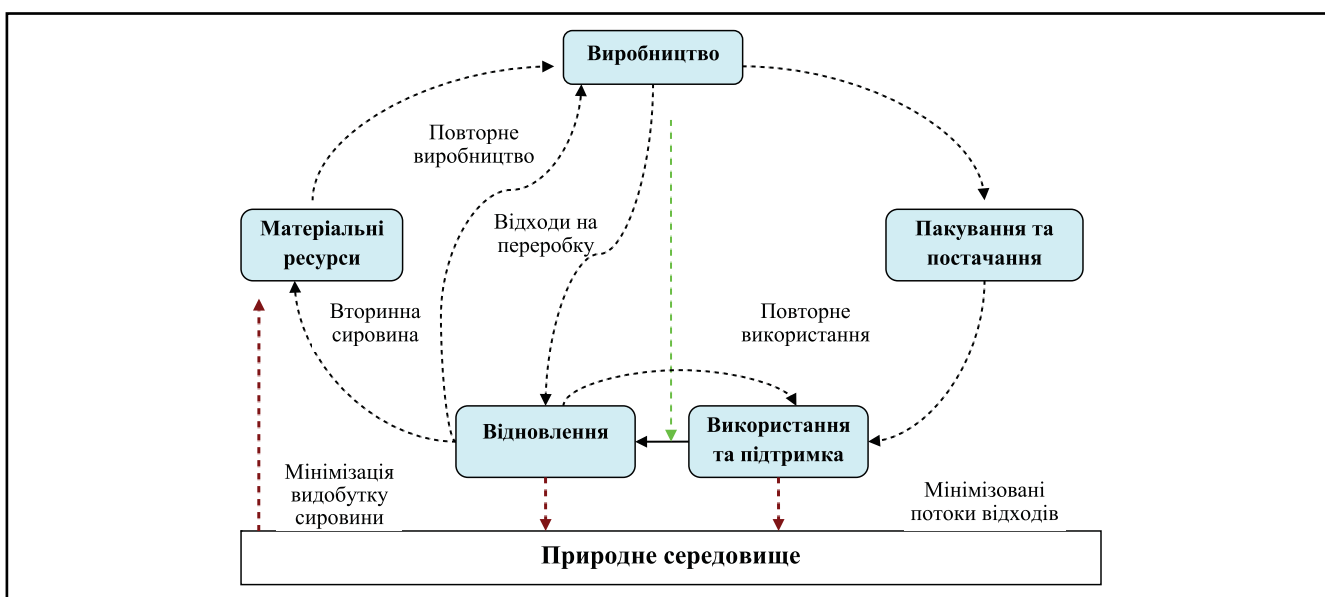 Виробництво
Повторне
виробництво
Відходи на
переробку
Матеріальні
ресурси
Пакування та
постачання
Вторинна
сировина
Повторне
використання
Відновлення
Використання
та підтримка
Мінімізація
видобутку
сировини
Мінімізовані
потоки відходів
Природне середовище